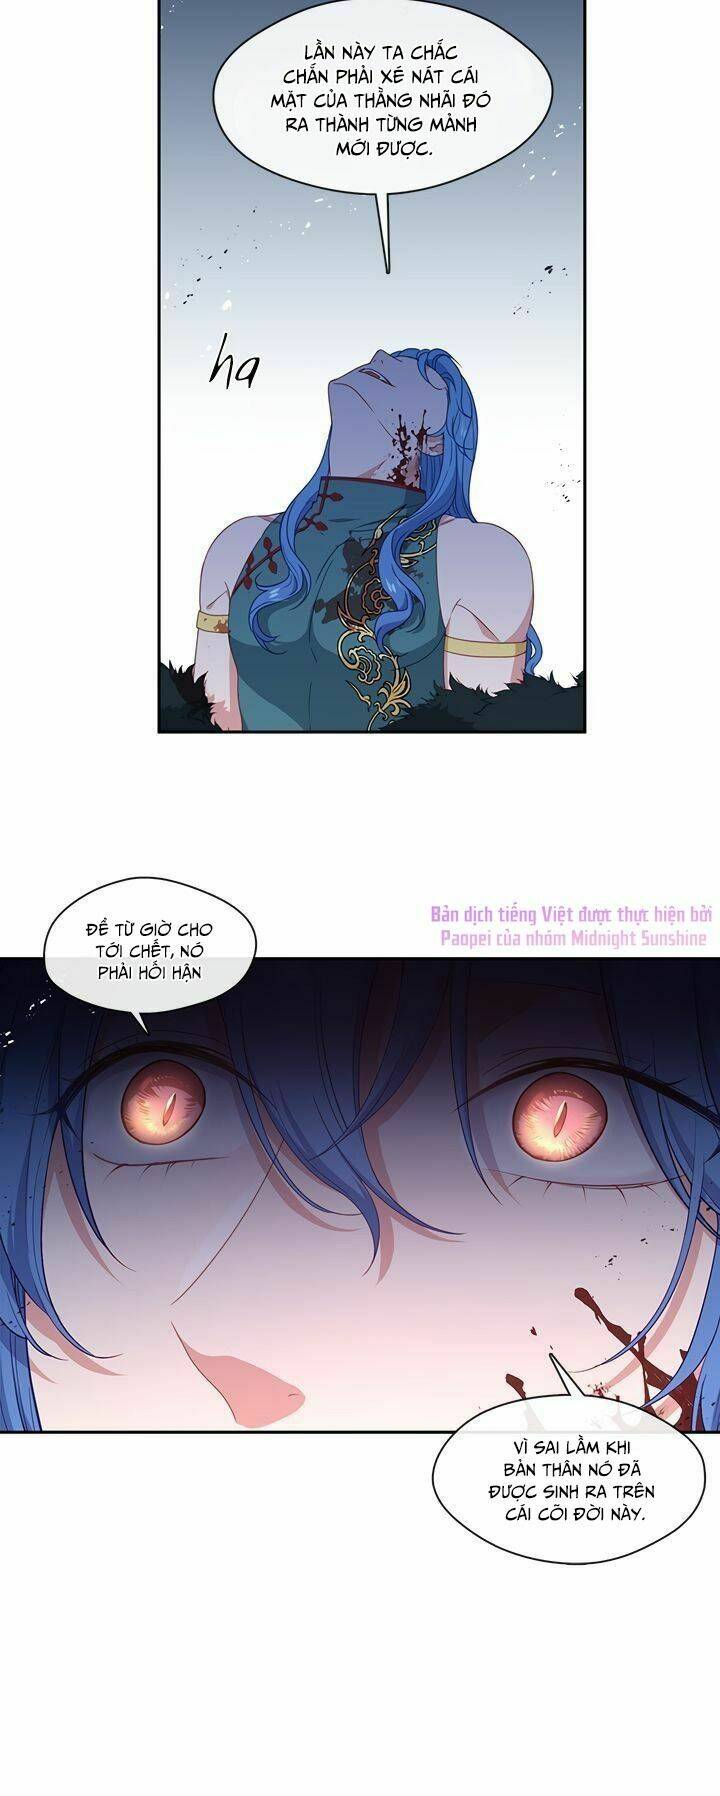 LẦN NÀY TA CHẮC
CHẮN PHẢI XÉ NÁT CÁI
MẶT CỦA THẰNG NHÃI ĐÓ
RA THÀNH TỪNG MẢNH
MỚI ĐƯỢC.
ha
Bản dịch tiếng Việt được thực hiện bởi
Paopei của nhóm Midnight Sunshine
ĐỂ TỪ GIỜ CHO
TỚI CHẾT, NÓ
PHẢI HỐI HẬN
VÌ SAI LẦM KHI
BẢN THÂN NÓ ĐÃ
ĐƯỢC SINH RA TRÊN
CÁI CÕI ĐỜI NÀY.